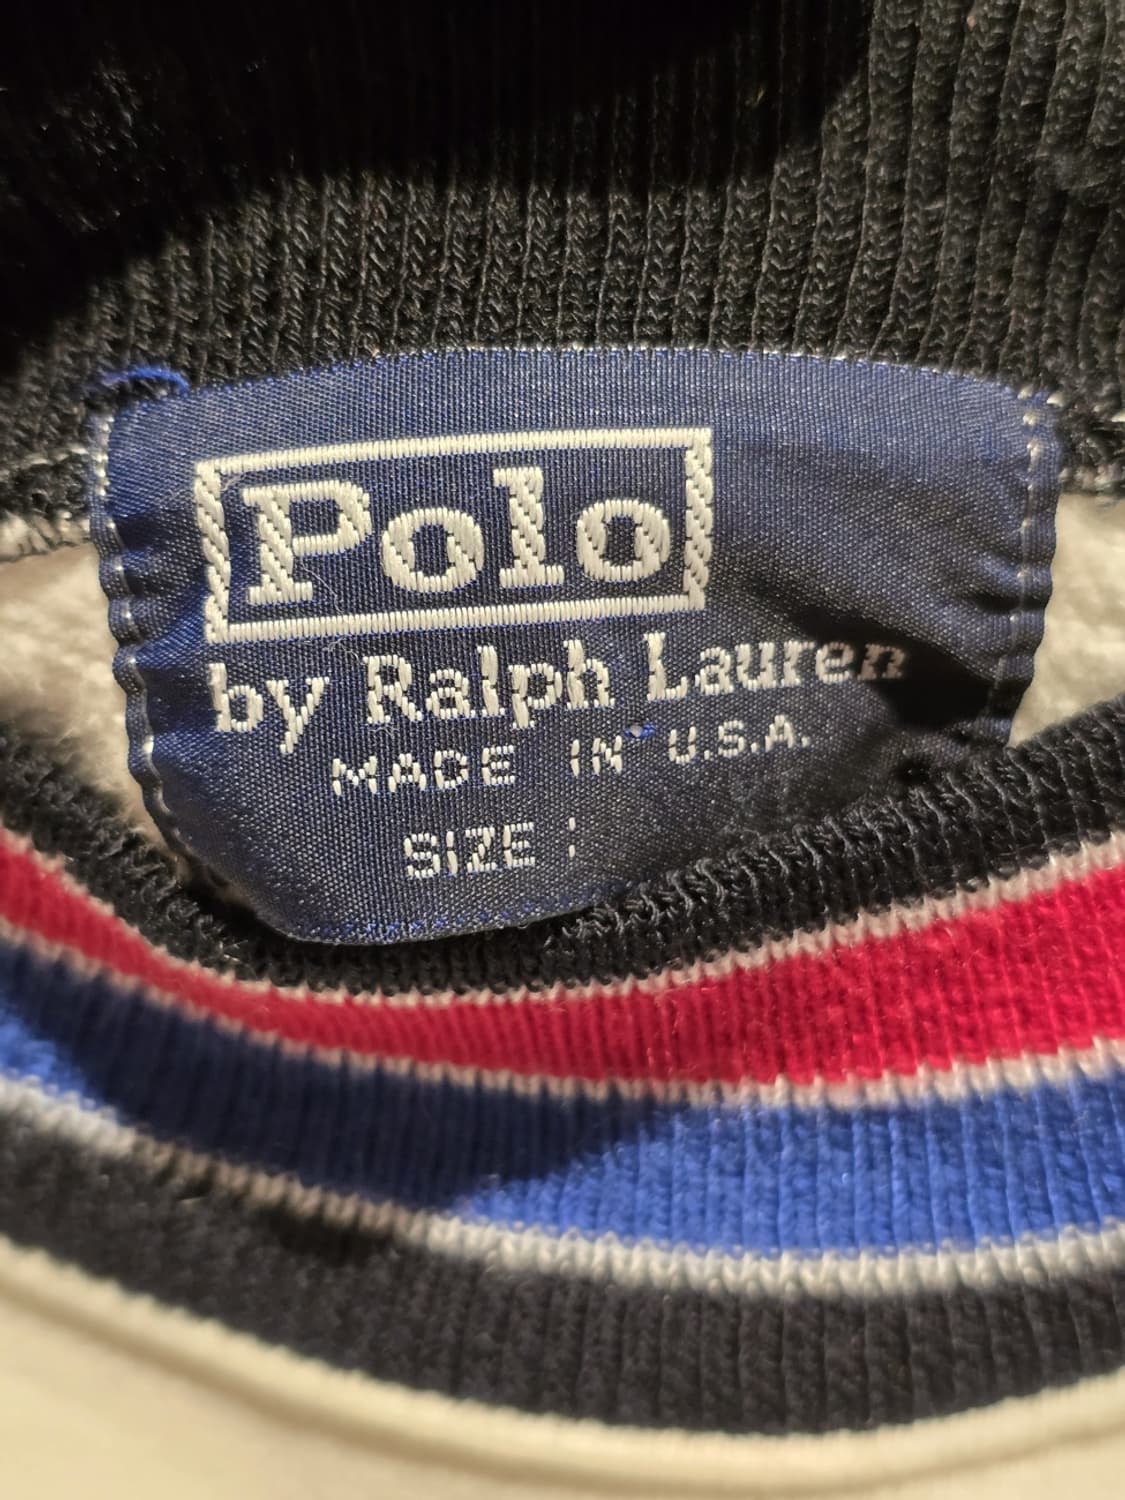 Polo
by Ralph Lauren
MADE IN U.S.A.
SIZE :